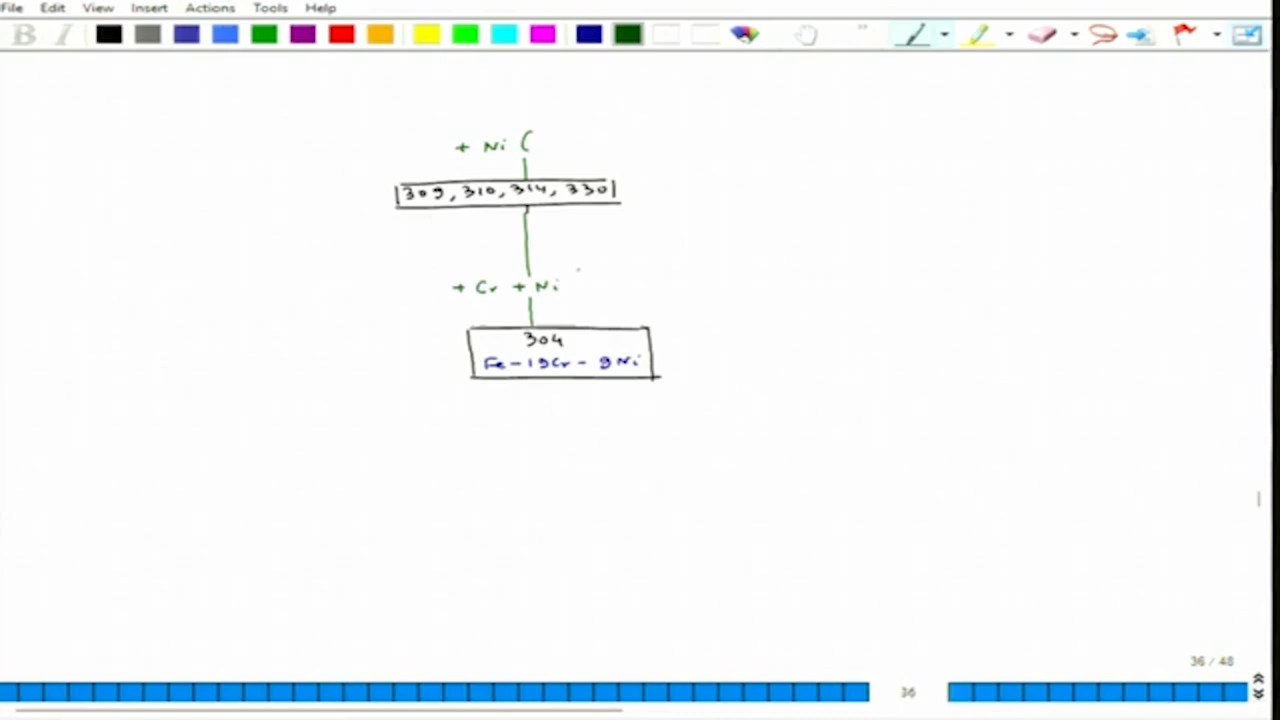 File Edit View Insert Actions Tools Help
B I
+ Ni (
309, 310, 314, 330
+ Cr + Ni
304
Fe - 19Cr - 9Ni
36 / 48
36